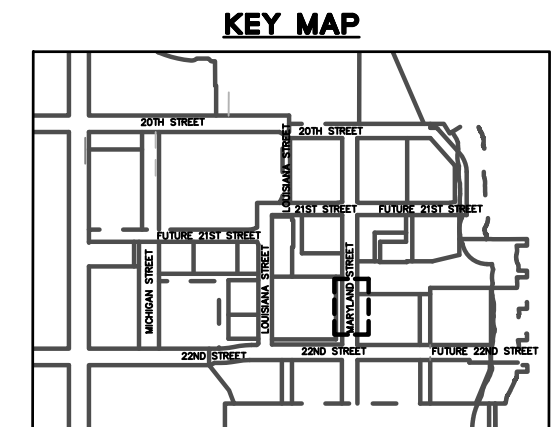 KEY MAP
20TH STREET
20TH STREET
LOUISIANA STREET
21ST STREET
FUTURE 21ST STREET
FUTURE 21ST STREET
MICHIGAN STREET
LOUISIANA STREET
MARYLAND STREET
22ND STREET
22ND STREET
FUTURE 22ND STREET